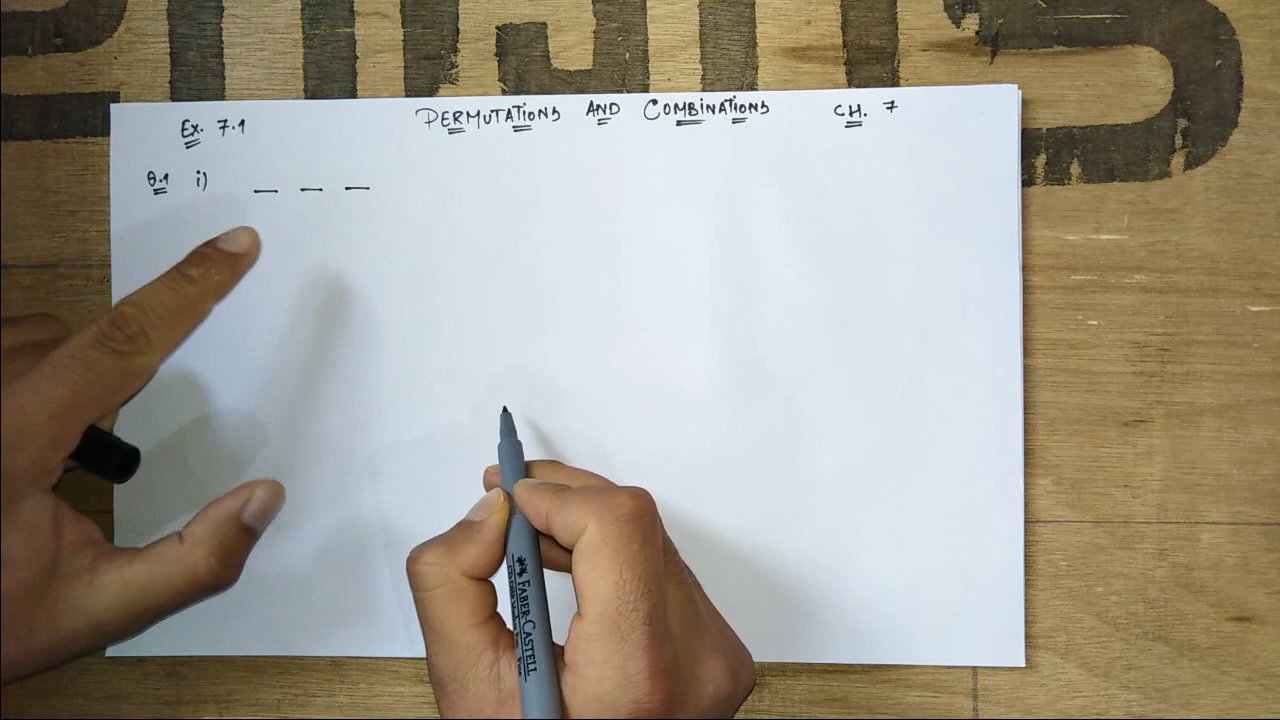 PERMUTATIONS AND COMBINATIONS CH. 7
Ex. 7.1
Q.1 i) _ _ _
FABER-CASTELL